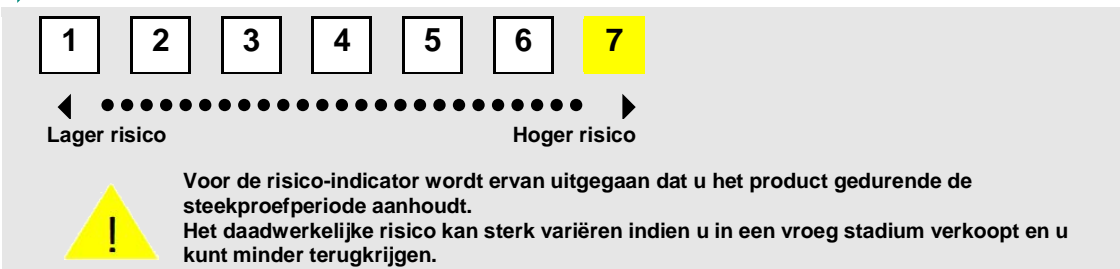 1 2 3 4 5 6 7
Lager risico Hoger risico
Voor de risico-indicator wordt ervan uitgegaan dat u het product gedurende de
steekproefperiode aanhoudt.
!
Het daadwerkelijke risico kan sterk variëren indien u in een vroeg stadium verkoopt en u
kunt minder terugkrijgen.